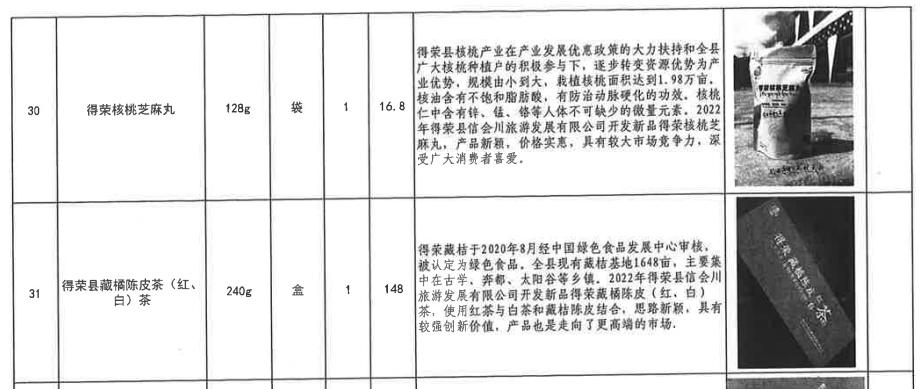 30
得荣核桃芝麻丸
128g
袋
1
16.8
得荣县核桃产业在产业发展优惠政策的大力扶持和全县
广大核桃种植户的积极参与下，逐步转变资源优势为产
业优势，规模由小到大，栽植核桃面积达到1.98万亩。
核油含有不饱和脂肪酸，有防治动脉硬化的功效。核桃
仁中含有锌、锰、铬等人体不可缺少的微量元素。2022
年得荣县信会川旅游发展有限公司开发新品得荣核桃芝
麻丸，产品新颖，价格实惠，具有较大市场竞争力，深
受广大消费者喜爱。
得荣核桃芝麻丸
31
得荣县藏橘陈皮茶（红、
白）茶
240g
盒
1
148
得荣藏桔于2020年8月经中国绿色食品发展中心审核，
被认定为绿色食品。全县现有藏桔基地1648亩，主要集
中在古学、奔都、太阳谷等乡镇。2022年得荣县信会川
旅游发展有限公司开发新品得荣藏橘陈皮（红、白）
茶，使用红茶与白茶和藏桔陈皮结合，思路新颖，具有
较强创新价值，产品也是走向了更高端的市场.
得荣 藏橘陈皮 红茶